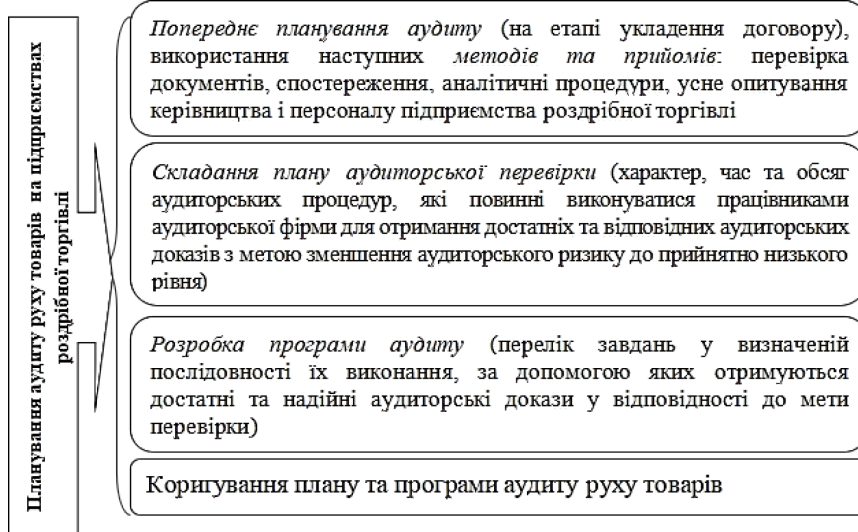 Планування аудиту руху товарів на підприємствах
роздрібної торгівлі
Попереднє планування аудиту (на етапі укладення договору),
використання наступних методів та прийомів: перевірка
документів, спостереження, аналітичні процедури, усне опитування
керівництва і персоналу підприємства роздрібної торгівлі
Складання плану аудиторської перевірки (характер, час та обсяг
аудиторських процедур, які повинні виконуватися працівниками
аудиторської фірми для отримання достатніх та відповідних аудиторських
доказів з метою зменшення аудиторського ризику до прийнятно низького
рівня)
Розробка програми аудиту (перелік завдань у визначеній
послідовності їх виконання, за допомогою яких отримуються
достатні та надійні аудиторські докази у відповідності до мети
перевірки)
Коригування плану та програми аудиту руху товарів